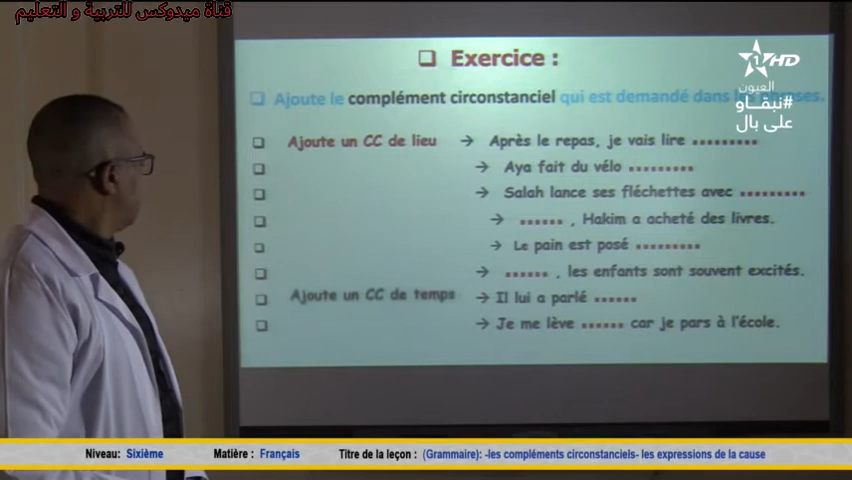 قناة ميدوكس للتربية و التعليم
❑ Exercice :
HD
العيون
#نبقاو
على بال
❑ Ajoute le complément circonstanciel qui est demandé dans les phrases.
❑ Ajoute un CC de lieu → Après le repas, je vais lire .........
❑ → Aya fait du vélo .........
❑ → Salah lance ses fléchettes avec .........
❑ → ...... , Hakim a acheté des livres.
❑ → Le pain est posé .........
❑ → ...... , les enfants sont souvent excités.
❑ Ajoute un CC de temps → Il lui a parlé ......
❑ → Je me lève ...... car je pars à l'école.
Niveau: Sixième Matière : Français Titre de la leçon : (Grammaire): -les compléments circonstanciels- les expressions de la cause